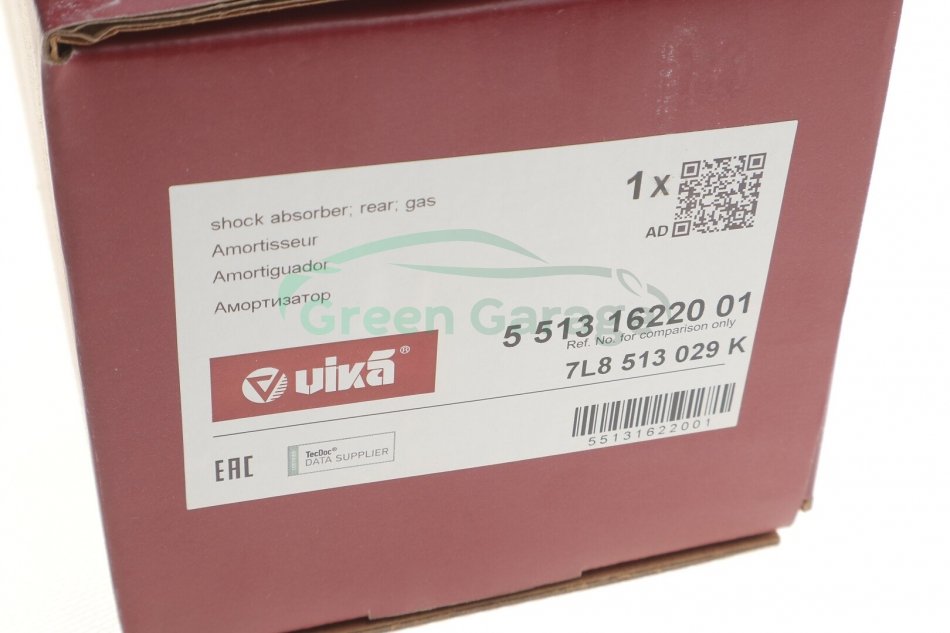 shock absorber; rear; gas
Amortisseur
Amortiguador
Амортизатор
1x
AD
Green Garage
5 513 16220 01
Ref. No. for comparison only
7L8 513 029 K
vika®
55131622001
EAC
TecDoc®
DATA SUPPLIER